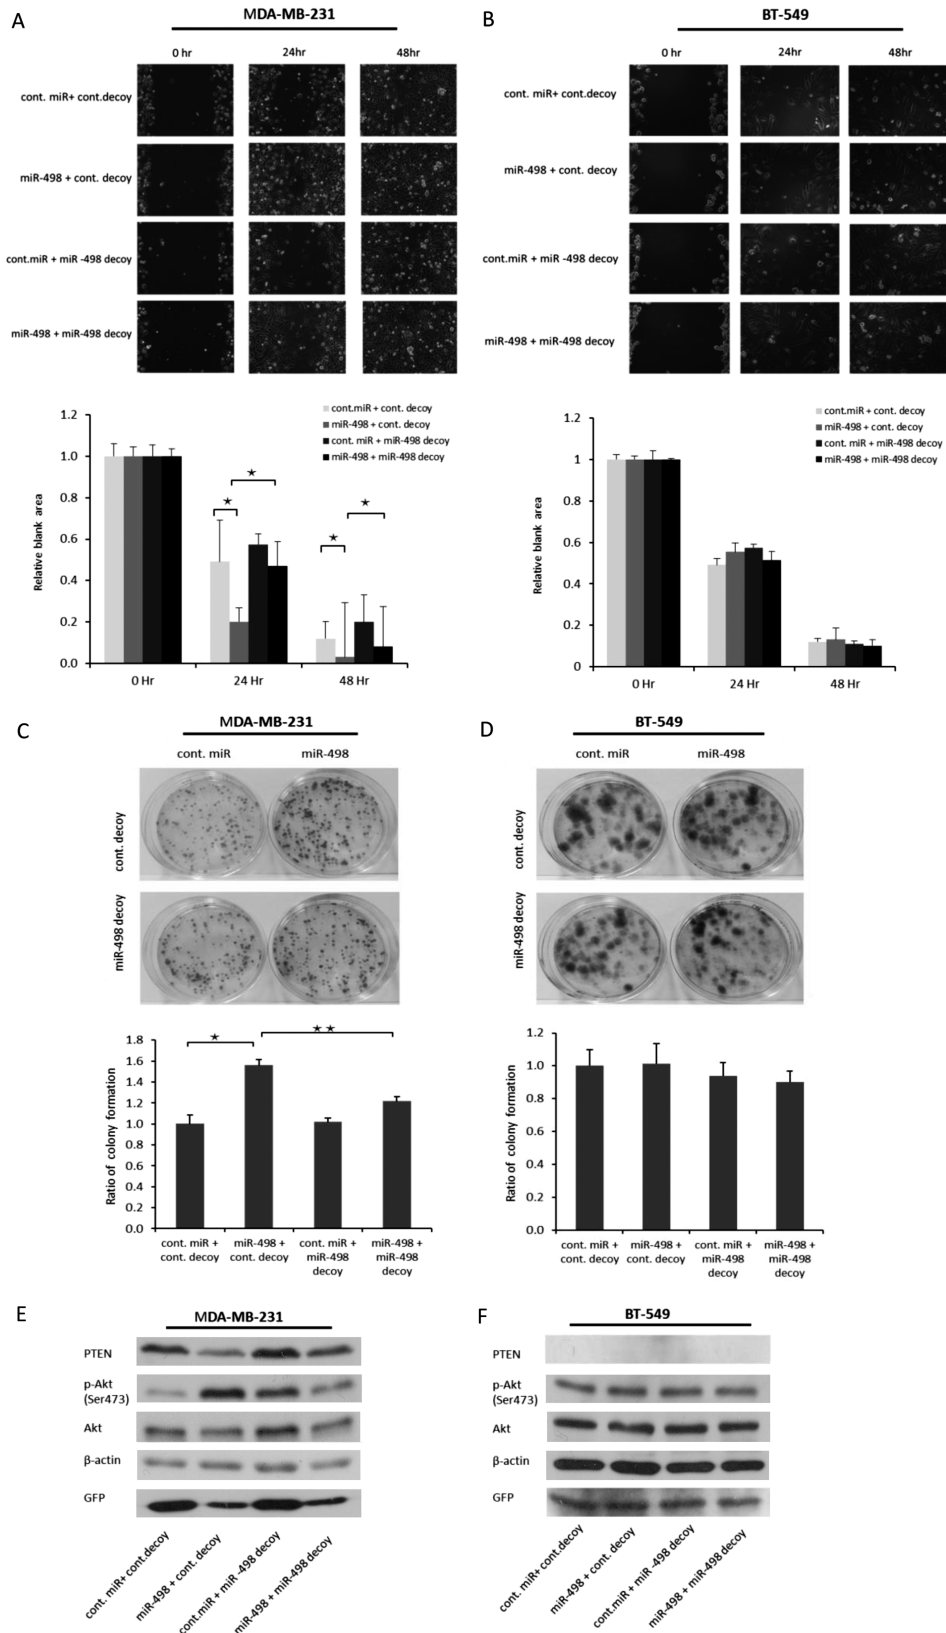 A
MDA-MB-231
0 hr
24hr
48hr
cont. miR+ cont.decoy
miR-498 + cont. decoy
cont.miR + miR -498 decoy
miR-498 + miR-498 decoy
1.2
1.0
0.8
0.6
0.4
0.2
0.0
Relative blank area
cont.miR + cont. decoy
miR-498 + cont. decoy
cont. miR + miR-498 decoy
miR-498 + miR-498 decoy
★
★
★
★
0 Hr
24 Hr
48 Hr
B
BT-549
0 hr
24hr
48hr
cont. miR+ cont.decoy
miR-498 + cont. decoy
cont.miR + miR -498 decoy
miR-498 + miR-498 decoy
1.2
1
0.8
0.6
0.4
0.2
0
Relative blank area
cont.miR + cont. decoy
miR-498 + cont. decoy
cont. miR + miR-498 decoy
miR-498 + miR-498 decoy
0 Hr
24 Hr
48 Hr
C
MDA-MB-231
cont. miR
miR-498
cont. decoy
miR-498 decoy
1.8
1.6
1.4
1.2
1.0
0.8
0.6
0.4
0.2
0.0
Ratio of colony formation
★
★ ★
cont. miR +
cont. decoy
miR-498 +
cont. decoy
cont. miR +
miR-498
decoy
miR-498 +
miR-498
decoy
D
BT-549
cont. miR
miR-498
cont. decoy
miR-498 decoy
1.2
1.0
0.8
0.6
0.4
0.2
0.0
Ratio of colony formation
cont. miR +
cont. decoy
miR-498 +
cont. decoy
cont. miR +
miR-498
decoy
miR-498 +
miR-498
decoy
E
MDA-MB-231
PTEN
p-Akt
(Ser473)
Akt
β-actin
GFP
cont. miR+ cont.decoy
miR-498 + cont. decoy
cont.miR + miR -498 decoy
miR-498 + miR-498 decoy
F
BT-549
PTEN
p-Akt
(Ser473)
Akt
β-actin
GFP
cont. miR+ cont.decoy
miR-498 + cont. decoy
cont.miR + miR -498 decoy
miR-498 + miR-498 decoy